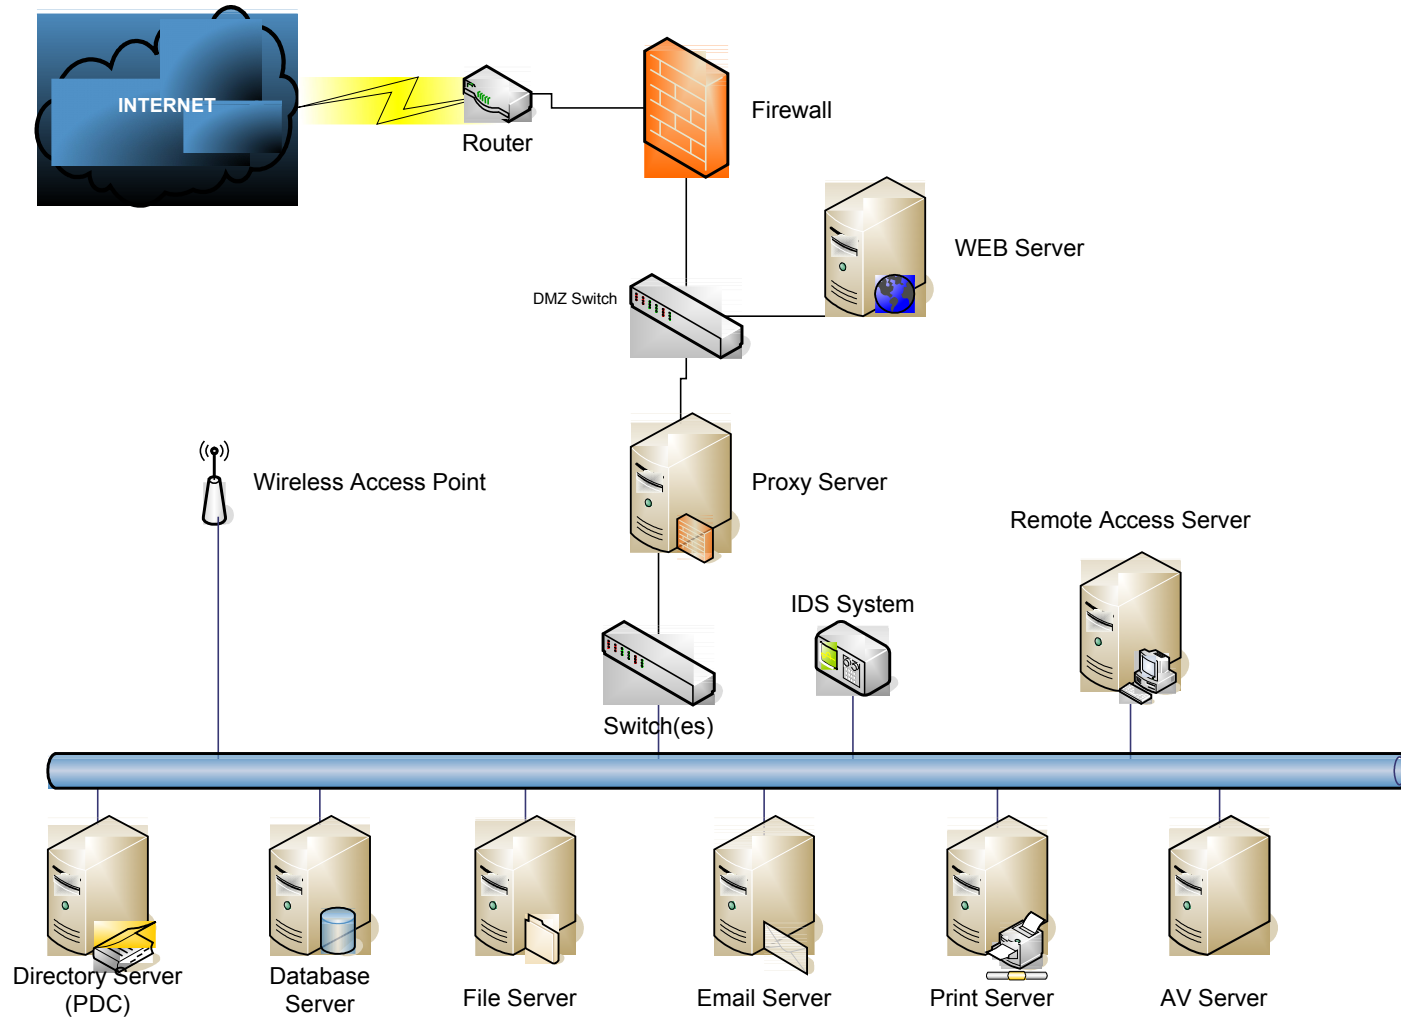 INTERNET
Router
Firewall
WEB Server
DMZ Switch
Wireless Access Point
Proxy Server
Remote Access Server
IDS System
Switch(es)
Directory Server
(PDC)
Database
Server
File Server
Email Server
Print Server
AV Server